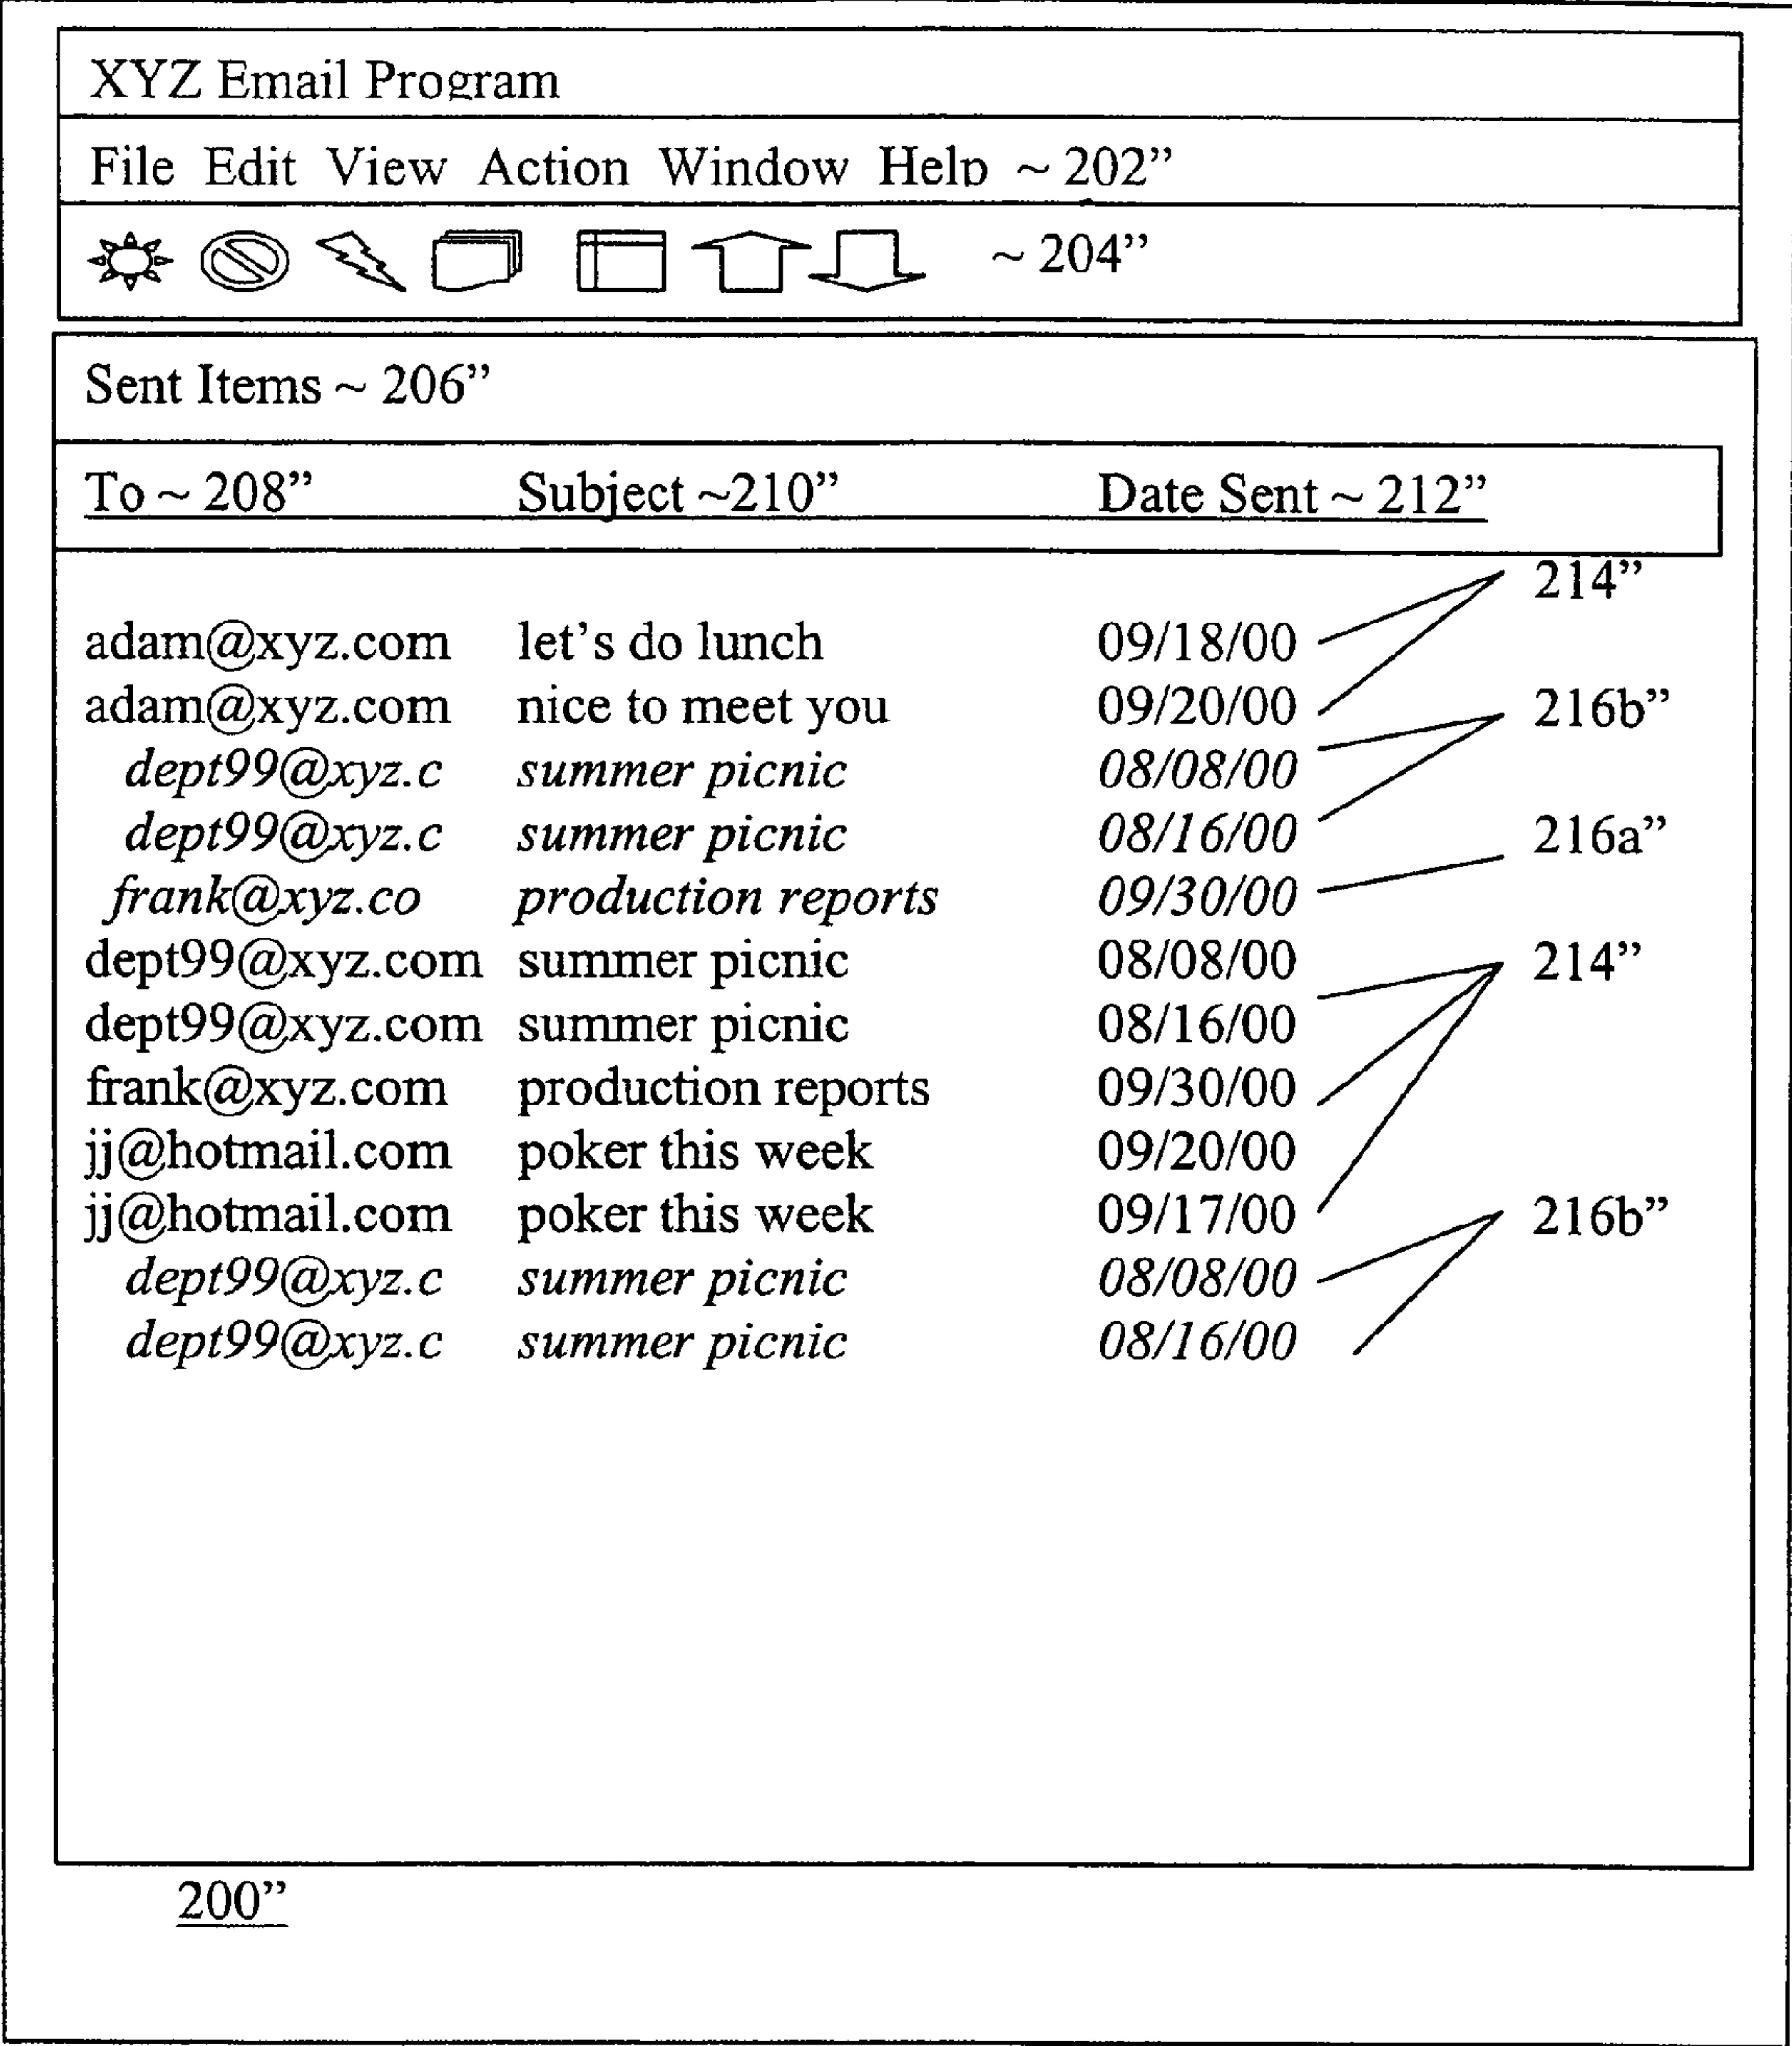 XYZ Email Program
File Edit View Action Window Help ~ 202”
~ 204”
Sent Items ~ 206”
To ~ 208” Subject ~210” Date Sent ~ 212”
214”
adam@xyz.com let’s do lunch 09/18/00
adam@xyz.com nice to meet you 09/20/00 216b”
dept99@xyz.c summer picnic 08/08/00
dept99@xyz.c summer picnic 08/16/00 216a”
frank@xyz.co production reports 09/30/00
dept99@xyz.com summer picnic 08/08/00 214”
dept99@xyz.com summer picnic 08/16/00
frank@xyz.com production reports 09/30/00
jj@hotmail.com poker this week 09/20/00
jj@hotmail.com poker this week 09/17/00 216b”
dept99@xyz.c summer picnic 08/08/00
dept99@xyz.c summer picnic 08/16/00
200”